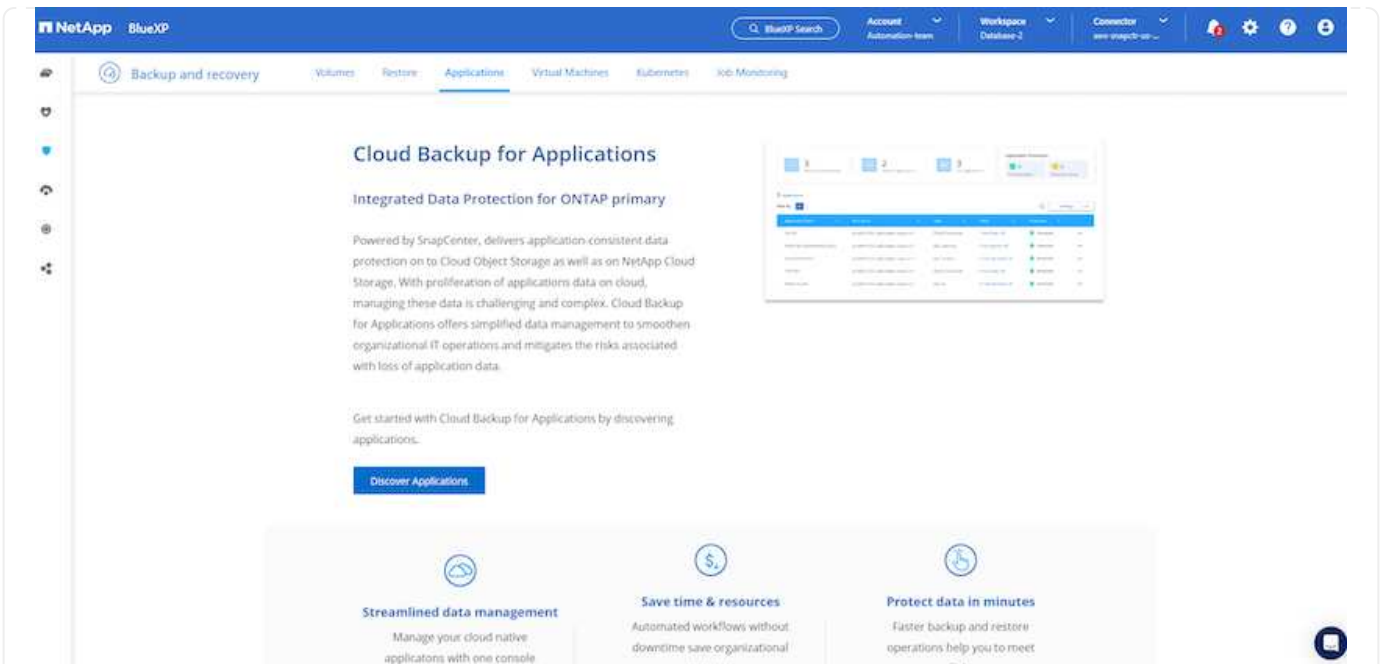 NetApp BlueXP
BlueXP Search
Account
Automation-team
Workspace
Database-2
Connector
2
Backup and recovery
Volumes Restore Applications Virtual Machines Kubernetes Job Monitoring
Cloud Backup for Applications
Integrated Data Protection for ONTAP primary
Powered by SnapCenter, delivers application consistent data
protection on to Cloud Object Storage as well as on NetApp Cloud
Storage. With proliferation of applications data on cloud,
managing these data is challenging and complex. Cloud Backup
for Applications offers simplified data management to smoothen
organizational IT operations and mitigates the risks associated
with loss of application data.
Get started with Cloud Backup for Applications by discovering
applications.
Discover Applications
3
2
3
Streamlined data management
Manage your cloud native
applicatons with one console
Save time & resources
Automated workflows without
downtime save organizational
Protect data in minutes
Faster backup and restore
operations help you to meet